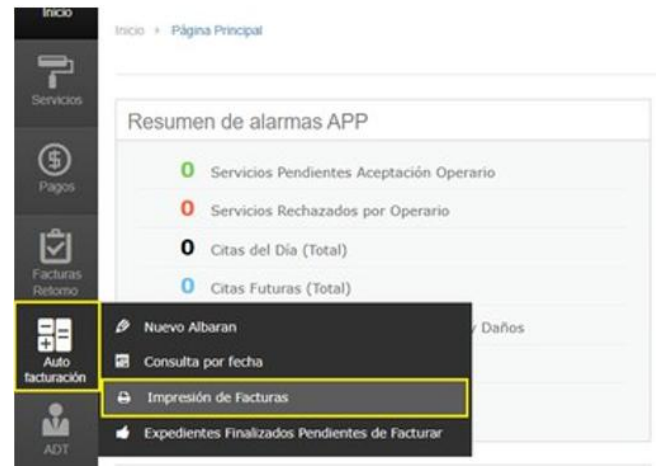 Inicio
Inicio › Página Principal
Servicios
Resumen de alarmas APP
0 Servicios Pendientes Aceptación Operario
Pagos
0 Servicios Rechazados por Operario
0 Citas del Día (Total)
Facturas
Retorno
0 Citas Futuras (Total)
Nuevo Albaran
y Daños
Auto
facturación
Consulta por fecha
Impresión de Facturas
Expedientes Finalizados Pendientes de Facturar
ADT